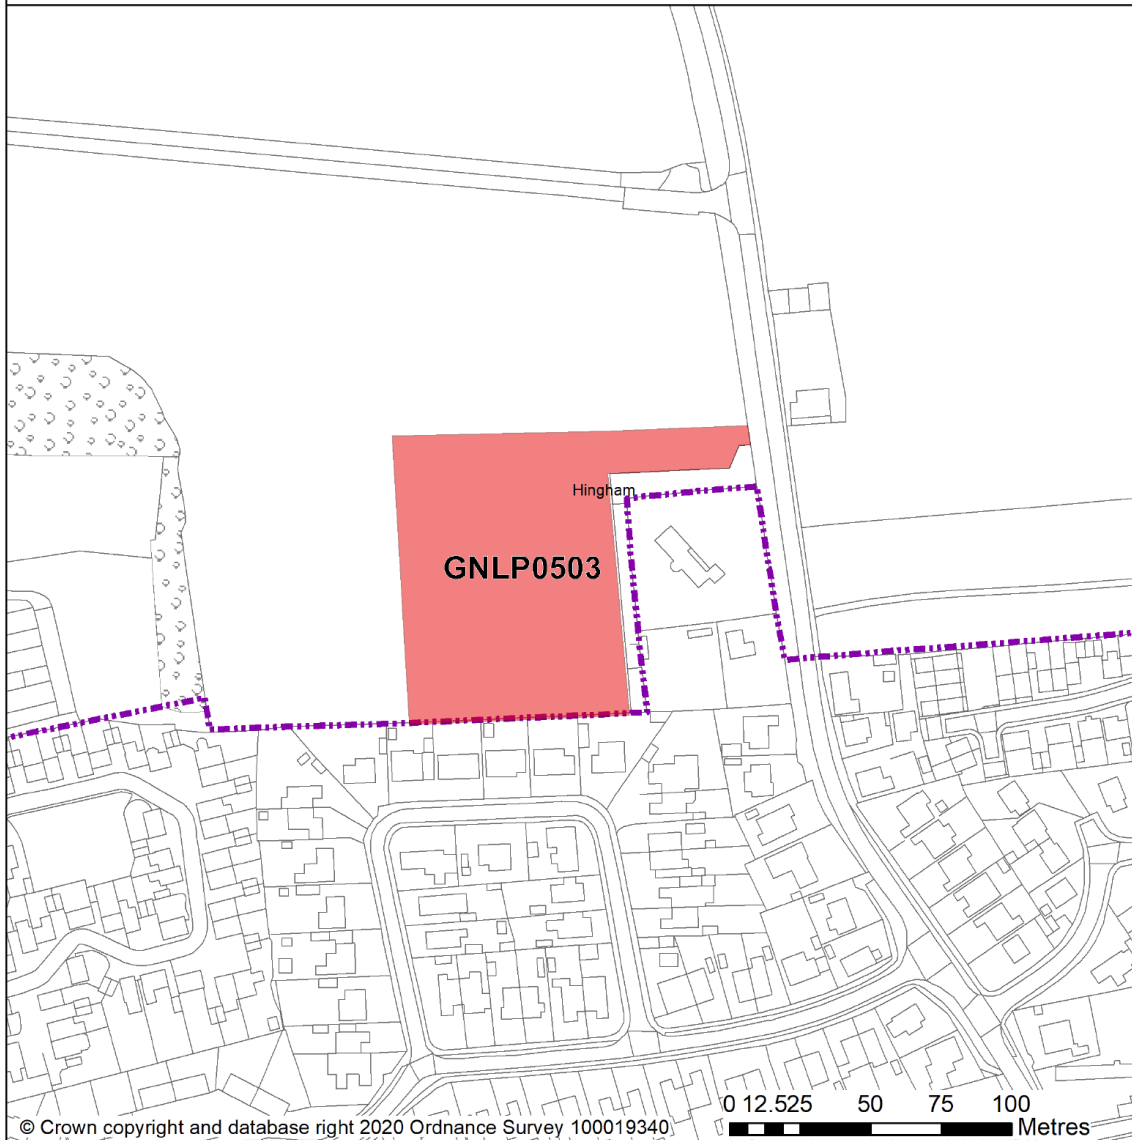 Hingham
GNLP0503
0 12.525 50 75 100
Metres
© Crown copyright and database right 2020 Ordnance Survey 100019340